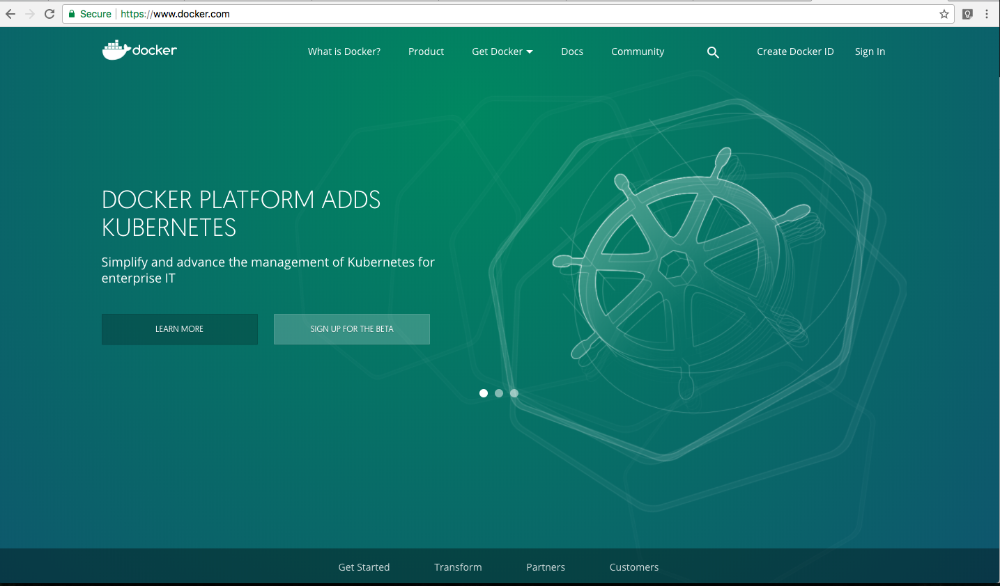 Secure https://www.docker.com
docker What is Docker? Product Get Docker Docs Community Create Docker ID Sign In
DOCKER PLATFORM ADDS
KUBERNETES
Simplify and advance the management of Kubernetes for
enterprise IT
LEARN MORE SIGN UP FOR THE BETA
Get Started Transform Partners Customers